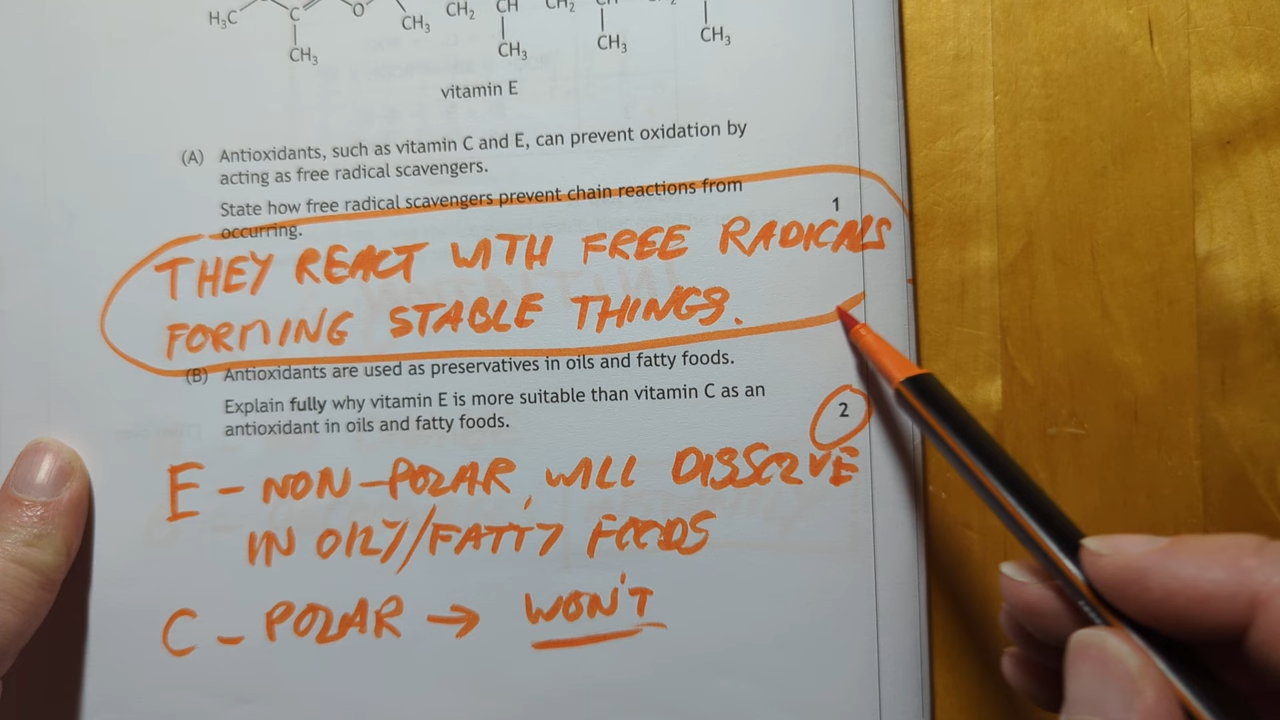 H₃C C O CH₃ CH₂ CH CH₂ CH
CH₃ CH₃ CH₃ CH₃
vitamin E
(A) Antioxidants, such as vitamin C and E, can prevent oxidation by
acting as free radical scavengers.
State how free radical scavengers prevent chain reactions from
occurring. 1
THEY REACT WITH FREE RADICALS
FORMING STABLE THINGS.
(B) Antioxidants are used as preservatives in oils and fatty foods.
Explain fully why vitamin E is more suitable than vitamin C as an
antioxidant in oils and fatty foods. 2
E - NON-POLAR, WILL DISSOLVE
IN OILY/FATTY FOODS
C - POLAR → WON'T